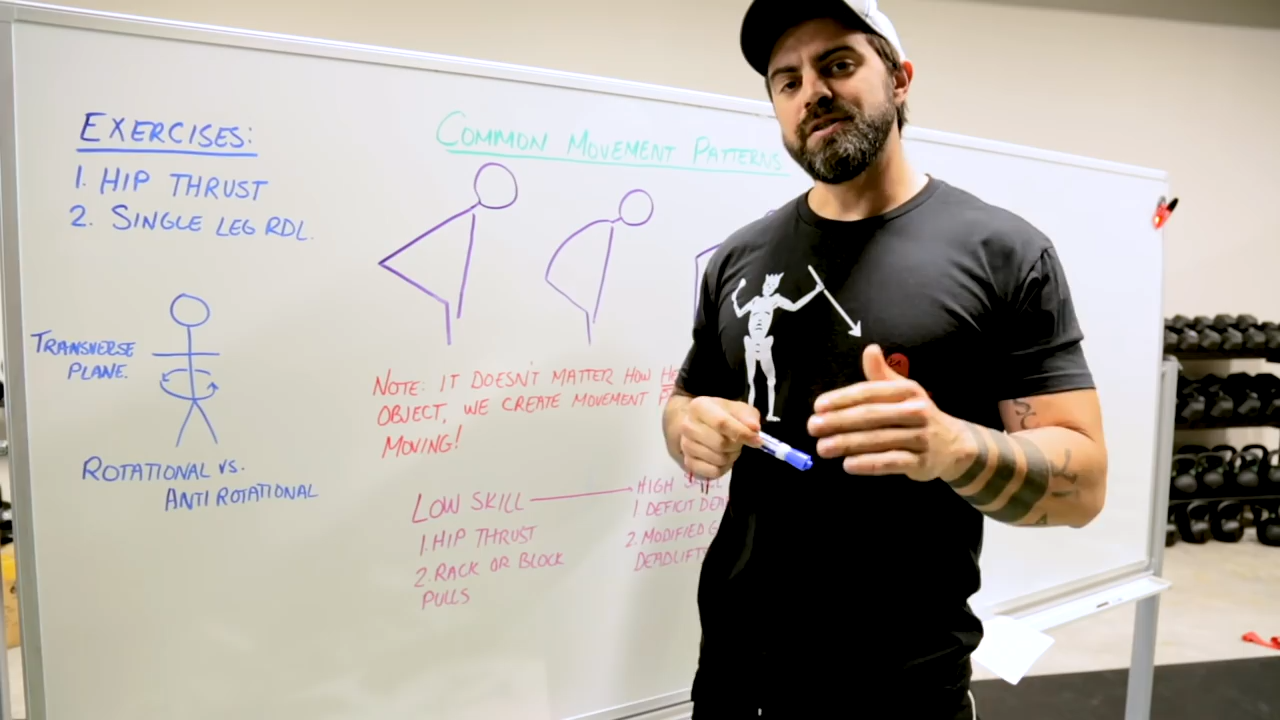 EXERCISES:
1. HIP THRUST
2. SINGLE LEG RDL.
TRANSVERSE
PLANE.
ROTATIONAL VS.
ANTI ROTATIONAL
COMMON MOVEMENT PATTERNS
NOTE: IT DOESN'T MATTER HOW HE
OBJECT, WE CREATE MOVEMENT P
MOVING!
LOW SKILL
1. HIP THRUST
2. RACK OR BLOCK
PULLS
HIGH SKILL
1 DEFICIT DEA
2. MODIFIED G
DEADLIFTS